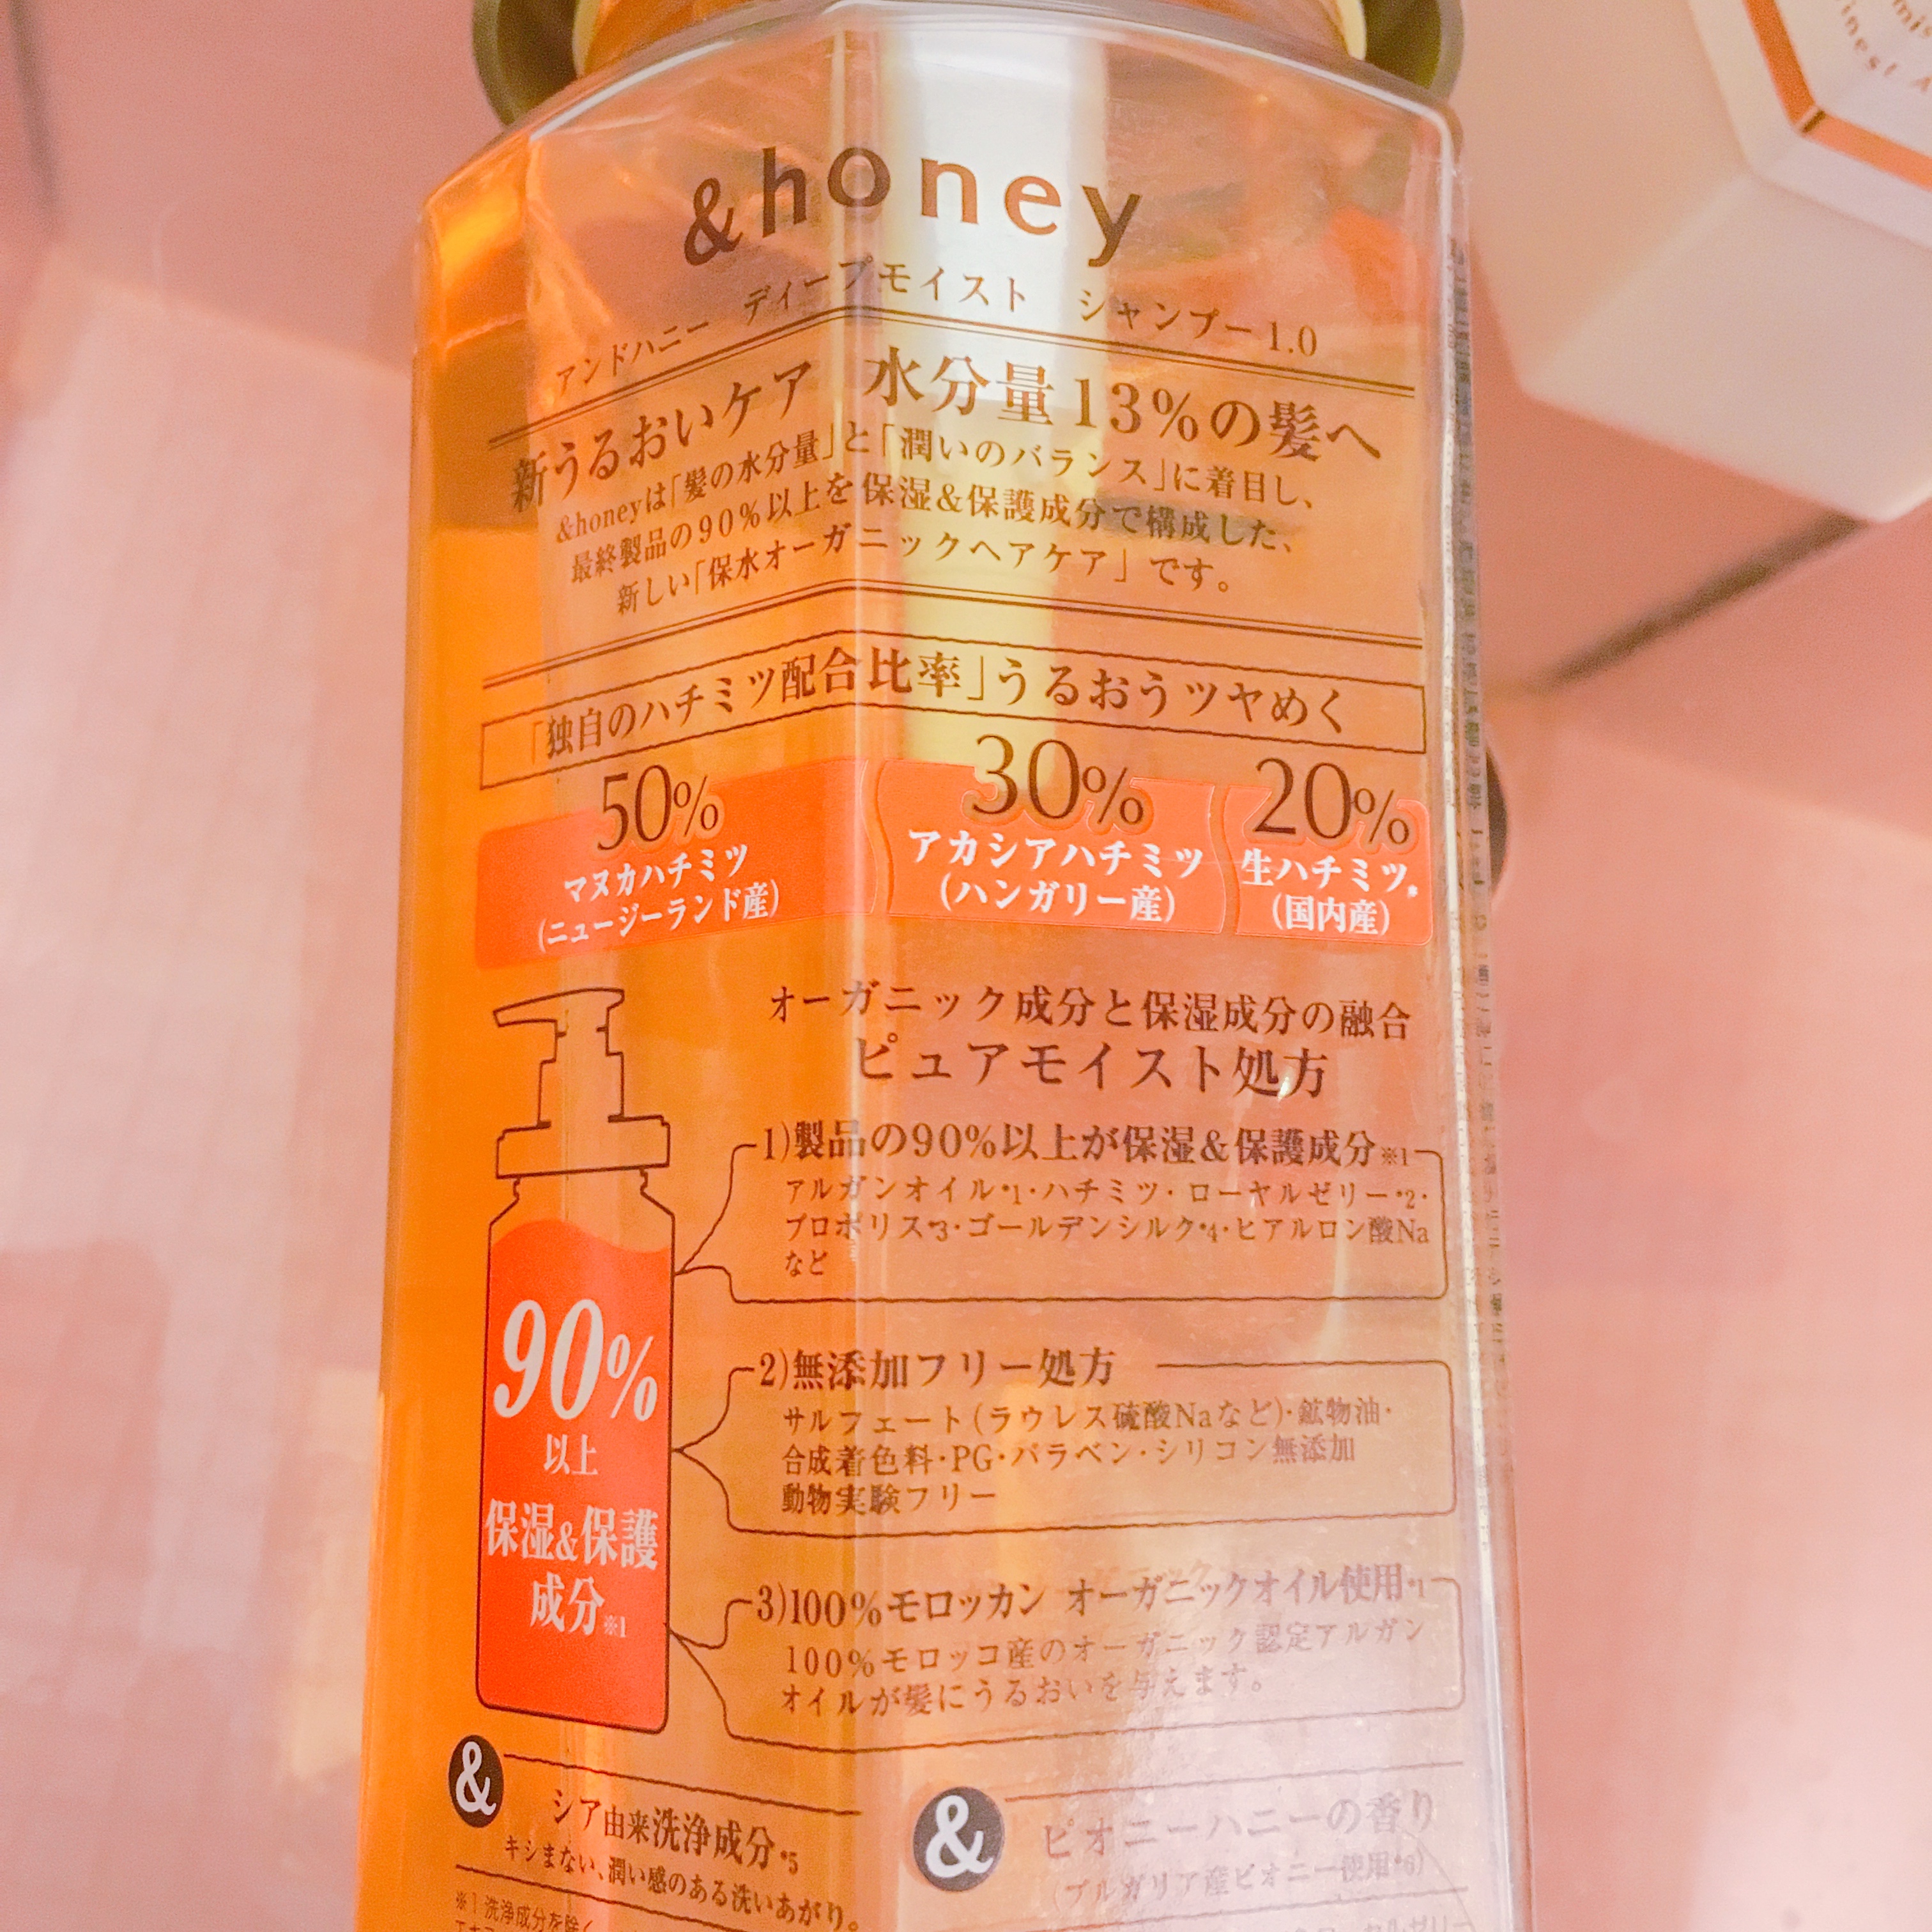 &honey
アンドハニー ディープモイスト シャンプー1.0
新うるおいケア 水分量13%の髪へ
&honeyは「髪の水分量」と「潤いのバランス」に着目し、
最終製品の90%以上を保湿&保護成分で構成した、
新しい「保水オーガニックヘアケア」です。
「独自のハチミツ配合比率」うるおうツヤめく
50% 30% 20%
マヌカハチミツ アカシアハチミツ 生ハチミツ*
(ニュージーランド産) (ハンガリー産) (国内産)
オーガニック成分と保湿成分の融合
ピュアモイスト処方
1)製品の90%以上が保湿&保護成分※1
アルガンオイル*1・ハチミツ・ローヤルゼリー*2・
プロポリス*3・ゴールデンシルク*4・ヒアルロン酸Na
など
90%
以上
保湿&保護
成分※1
2)無添加フリー処方
サルフェート(ラウレス硫酸Naなど)・鉱物油・
合成着色料・PG・パラベン・シリコン無添加
動物実験フリー
3)100%モロッカン オーガニックオイル使用*1
100%モロッコ産のオーガニック認定アルガン
オイルが髪にうるおいを与えます。
& シア由来洗浄成分*5
キシまない、潤い感のある洗いあがり。
& ピオニーハニーの香り
(ブルガリア産ピオニー使用*6)
※1 洗浄成分を除く